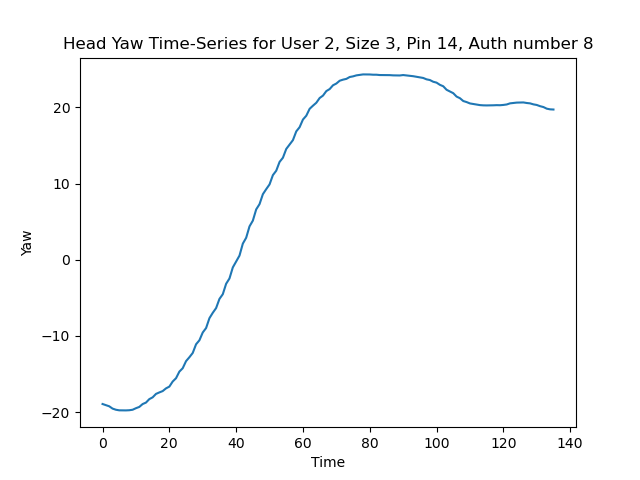 Head Yaw Time-Series for User 2, Size 3, Pin 14, Auth number 8
20
10
0
−10
−20
Yaw
0 20 40 60 80 100 120 140
Time